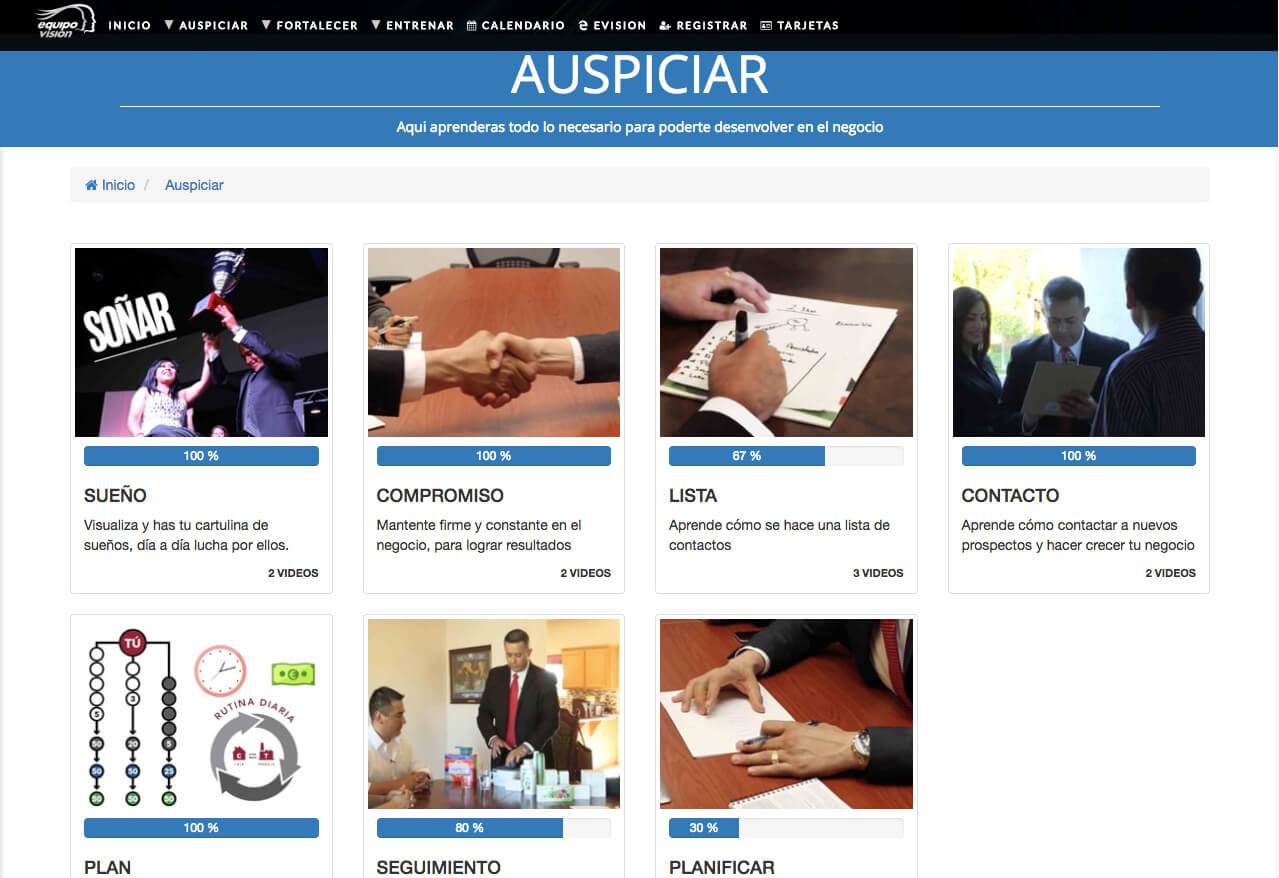 equipo
visión
INICIO
AUSPICIAR
FORTALECER
ENTRENAR
CALENDARIO
EVISION
REGISTRAR
TARJETAS
AUSPICIAR
Aqui aprenderas todo lo necesario para poderte desenvolver en el negocio
Inicio / Auspiciar
SOÑAR
100 %
SUEÑO
Visualiza y has tu cartulina de
sueños, día a día lucha por ellos.
2 VIDEOS
100 %
COMPROMISO
Mantente firme y constante en el
negocio, para lograr resultados
2 VIDEOS
67 %
LISTA
Aprende cómo se hace una lista de
contactos
3 VIDEOS
100 %
CONTACTO
Aprende cómo contactar a nuevos
prospectos y hacer crecer tu negocio
2 VIDEOS
TÚ
5
3
50
20
5
50
50
25
50
50
50
RUTINA DIARIA
100 %
PLAN
80 %
SEGUIMIENTO
30 %
PLANIFICAR